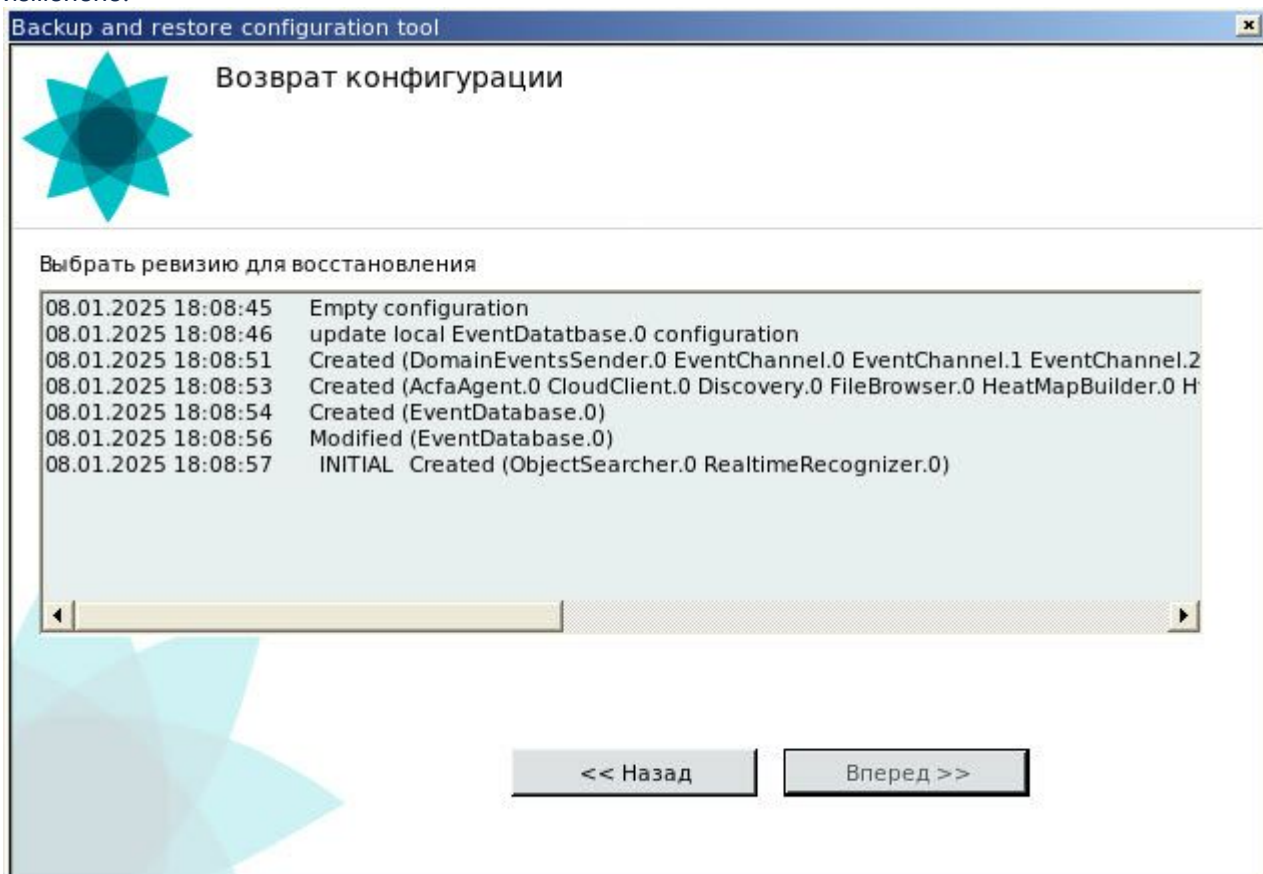 Backup and restore configuration tool
Возврат конфигурации
Выбрать ревизию для восстановления
08.01.2025 18:08:45 Empty configuration
08.01.2025 18:08:46 update local EventDatatbase.0 configuration
08.01.2025 18:08:51 Created (DomainEventsSender.0 EventChannel.0 EventChannel.1 EventChannel.2
08.01.2025 18:08:53 Created (AcfaAgent.0 CloudClient.0 Discovery.0 FileBrowser.0 HeatMapBuilder.0
08.01.2025 18:08:54 Created (EventDatabase.0)
08.01.2025 18:08:56 Modified (EventDatabase.0)
08.01.2025 18:08:57 INITIAL Created (ObjectSearcher.0 RealtimeRecognizer.0)
<< Назад
Вперед >>